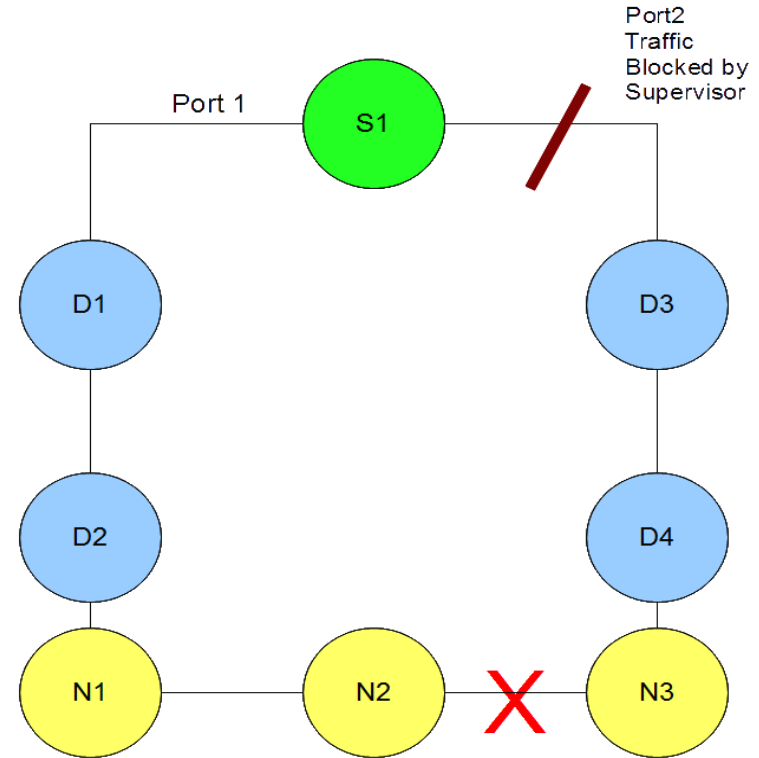 Port2
Traffic
Blocked by
Supervisor
Port 1
S1
D1
D3
D2
D4
N1
N2
N3